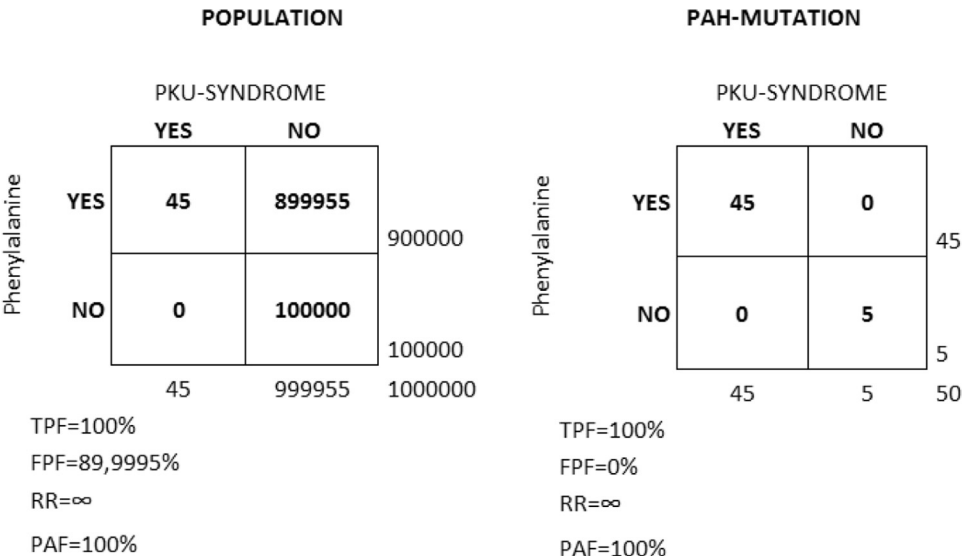 POPULATION
PKU-SYNDROME
YES NO
Phenylalanine
YES 45 899955
900000
NO 0 100000
100000
45 999955 1000000
TPF=100%
FPF=89,9995%
RR=∞
PAF=100%
PAH-MUTATION
PKU-SYNDROME
YES NO
Phenylalanine
YES 45 0
45
NO 0 5
5
45 5 50
TPF=100%
FPF=0%
RR=∞
PAF=100%